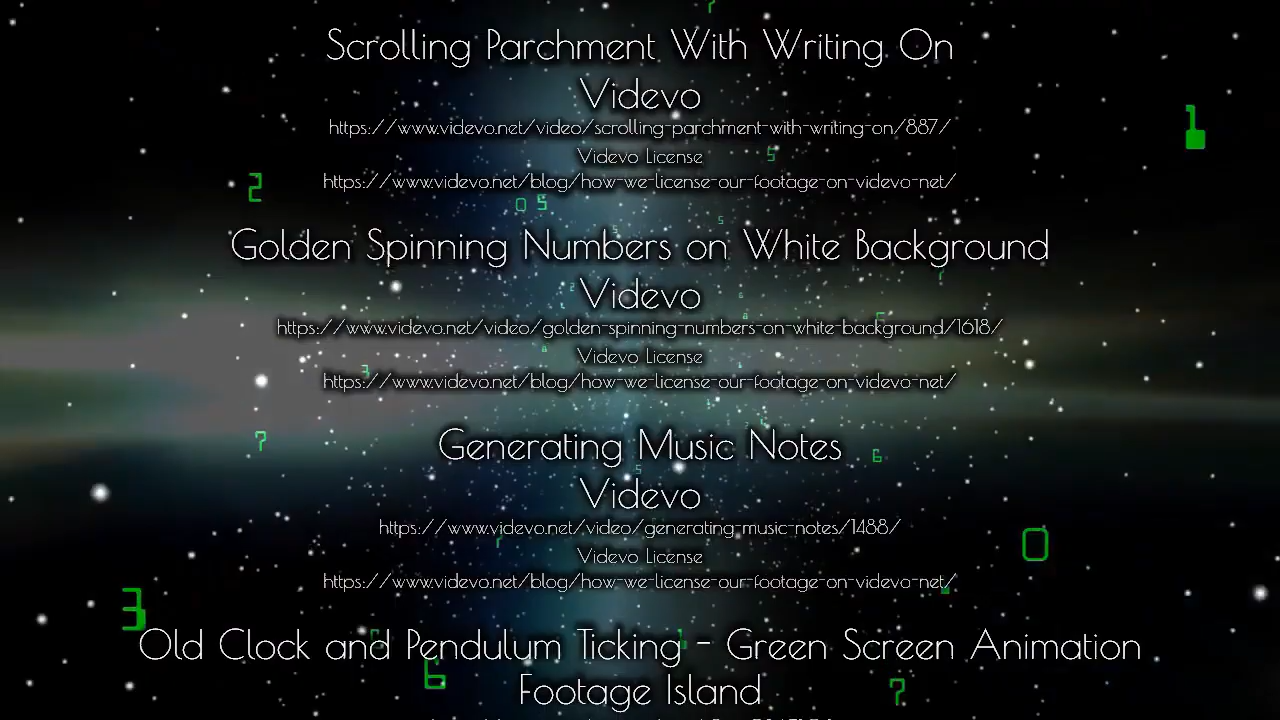 Scrolling Parchment With Writing On
Videvo
https://www.videvo.net/video/scrolling-parchment-with-writing-on/887/
Videvo License
https://www.videvo.net/blog/how-we-license-our-footage-on-videvo-net/
Golden Spinning Numbers on White Background
Videvo
https://www.videvo.net/video/golden-spinning-numbers-on-white-background/1618/
Videvo License
https://www.videvo.net/blog/how-we-license-our-footage-on-videvo-net/
Generating Music Notes
Videvo
https://www.videvo.net/video/generating-music-notes/1488/
Videvo License
https://www.videvo.net/blog/how-we-license-our-footage-on-videvo-net/
Old Clock and Pendulum Ticking - Green Screen Animation
Footage Island